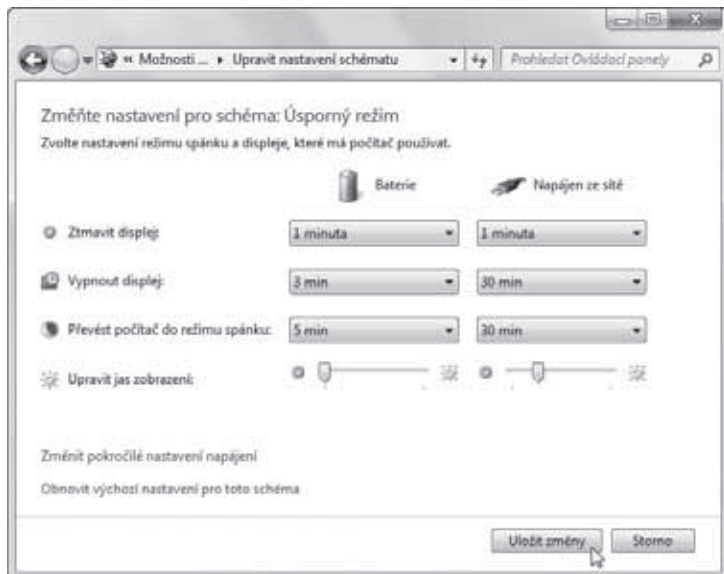 « Možnosti ... ▸ Upravit nastavení schématu Prohledat Ovládací panely
Změňte nastavení pro schéma: Úsporný režim
Zvolte nastavení režimu spánku a displeje, které má počítač používat.
Baterie Napájen ze sítě
Ztmavit displej: 1 minuta 1 minuta
Vypnout displej: 3 min 30 min
Převést počítač do režimu spánku: 5 min 30 min
Upravit jas zobrazení:
Změnit pokročilé nastavení napájení
Obnovit výchozí nastavení pro toto schéma
Uložit změny Storno